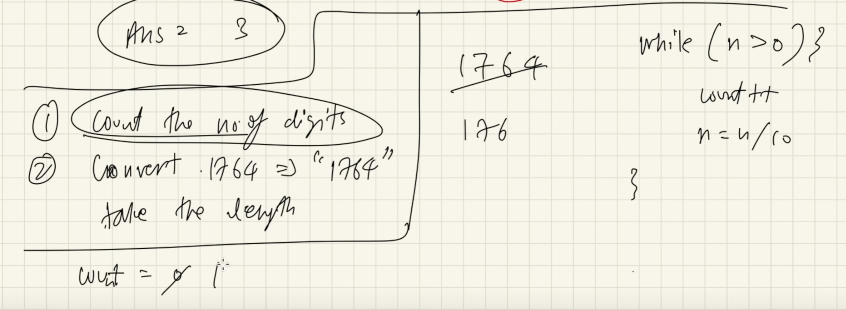 Ans = 3
① Count the no. of digits
② Convert 1764 => "1764"
take the length
count = 0 1
1764
176
while (n > 0) {
count ++
n = n/10
}